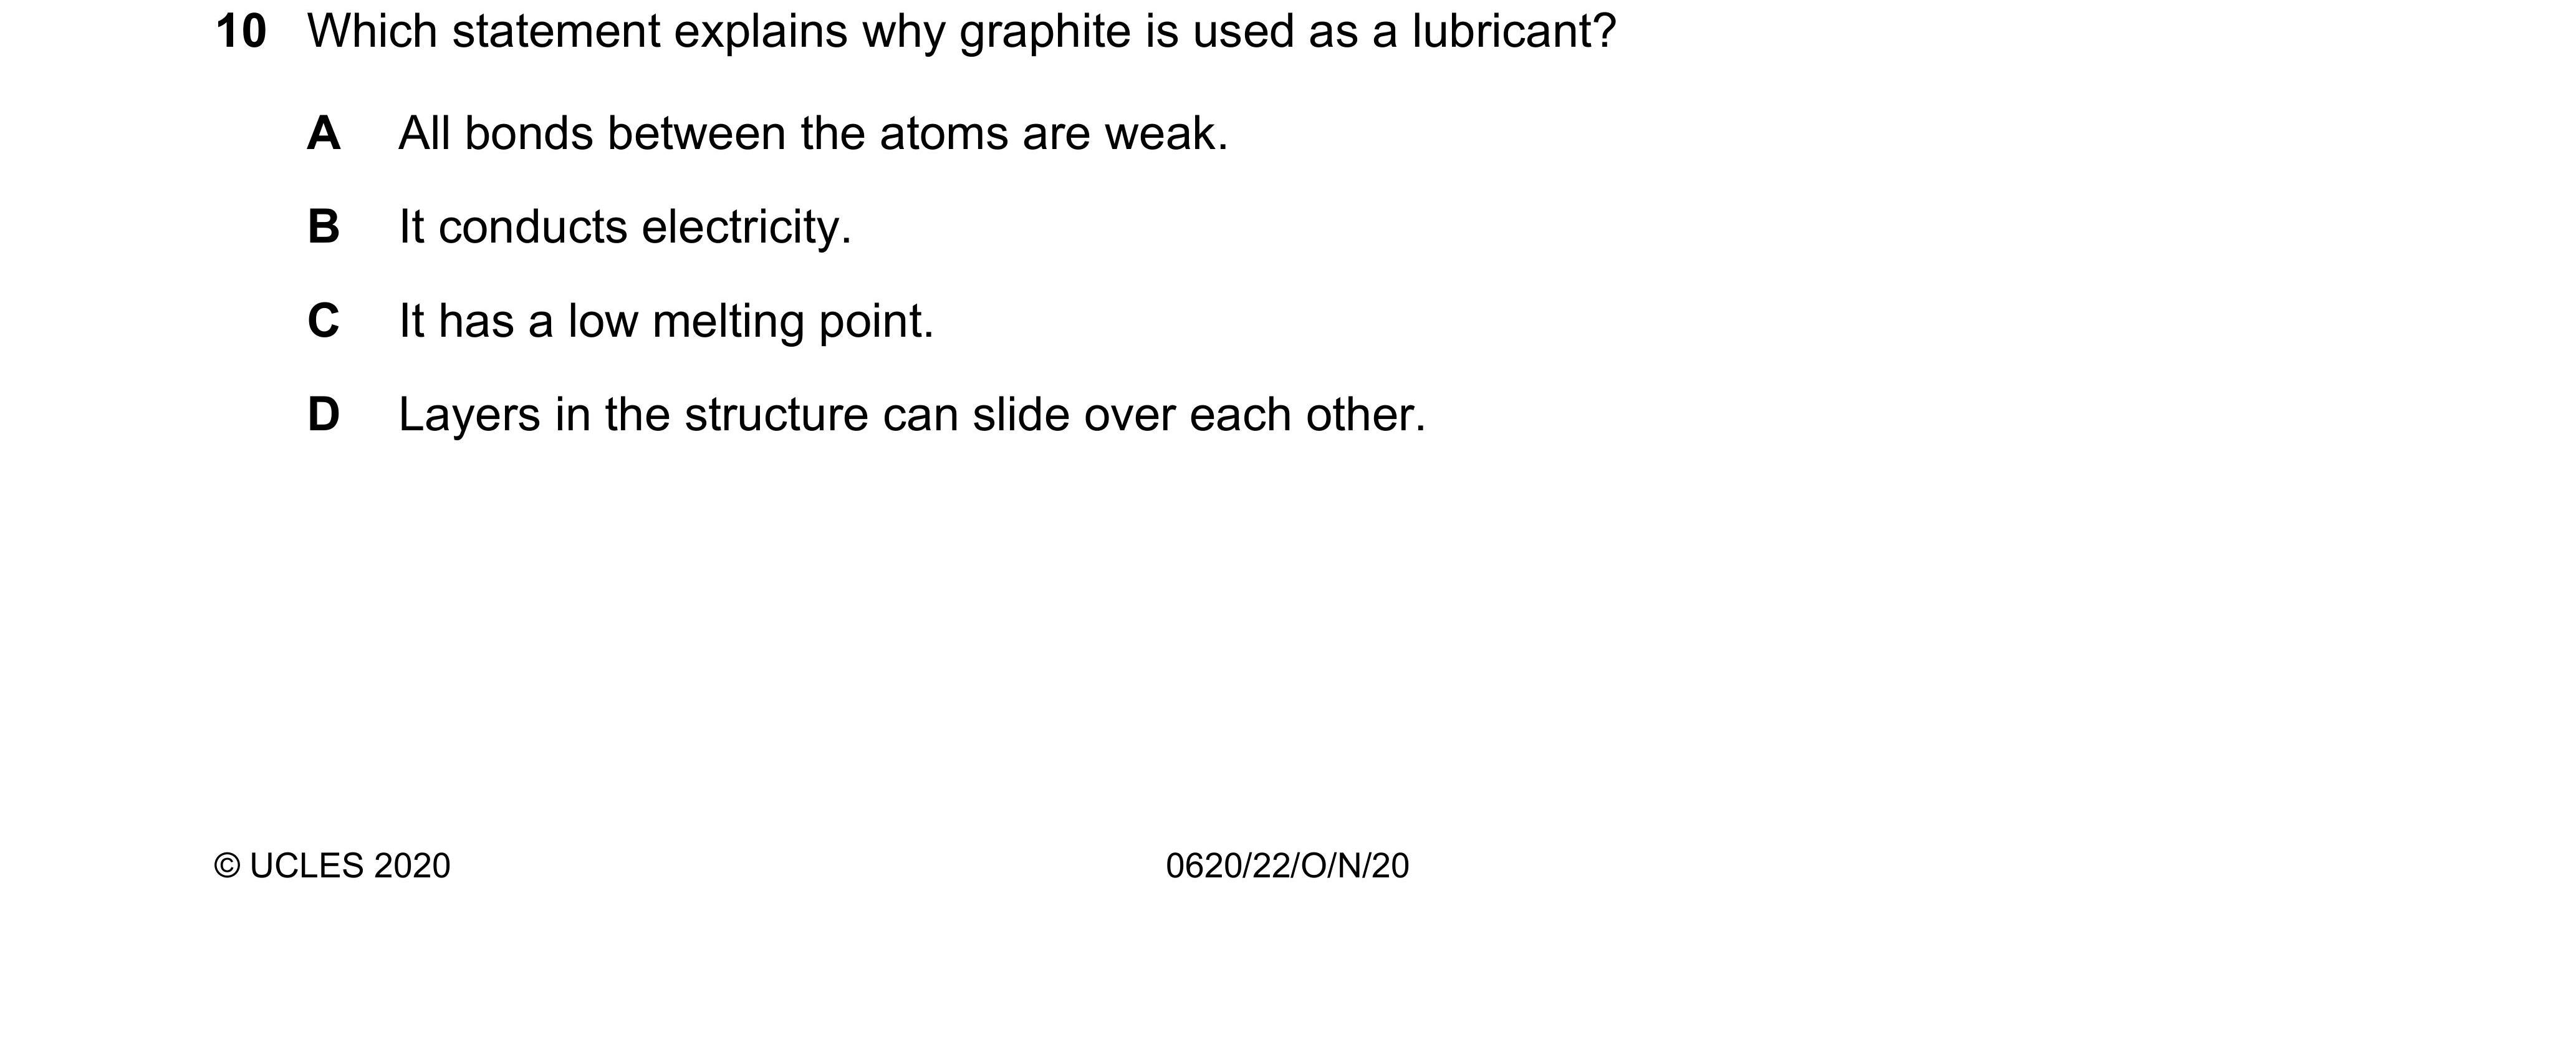 10 Which statement explains why graphite is used as a lubricant?
A All bonds between the atoms are weak.
B It conducts electricity.
C It has a low melting point.
D Layers in the structure can slide over each other.
© UCLES 2020 0620/22/O/N/20